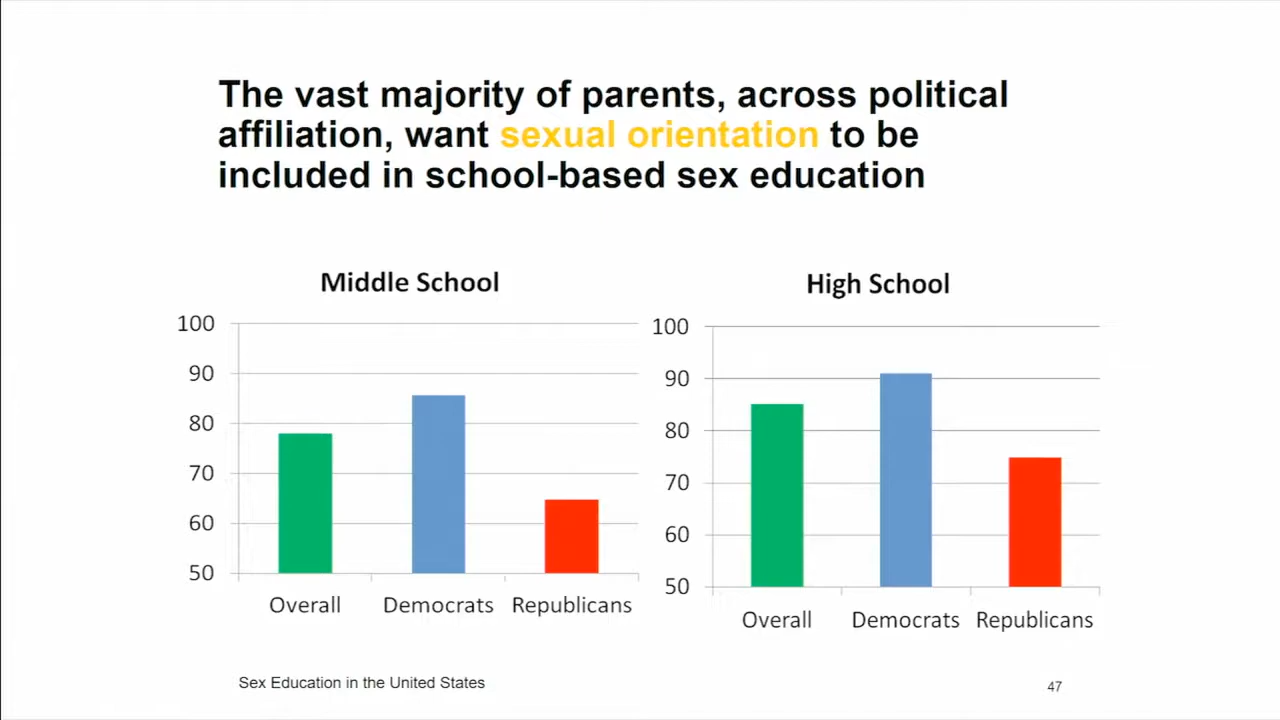 The vast majority of parents, across political
affiliation, want sexual orientation to be
included in school-based sex education
Middle School
100
90
80
70
60
50
Overall
Democrats
Republicans
High School
100
90
80
70
60
50
Overall
Democrats
Republicans
Sex Education in the United States
47